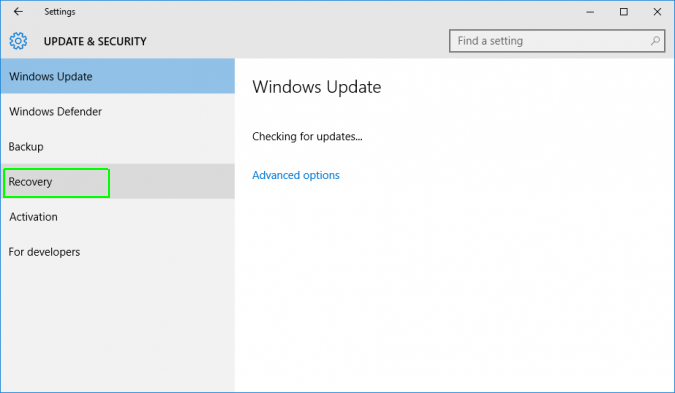 Settings
UPDATE & SECURITY
Find a setting
Windows Update
Windows Defender
Backup
Recovery
Activation
For developers
Windows Update
Checking for updates...
Advanced options